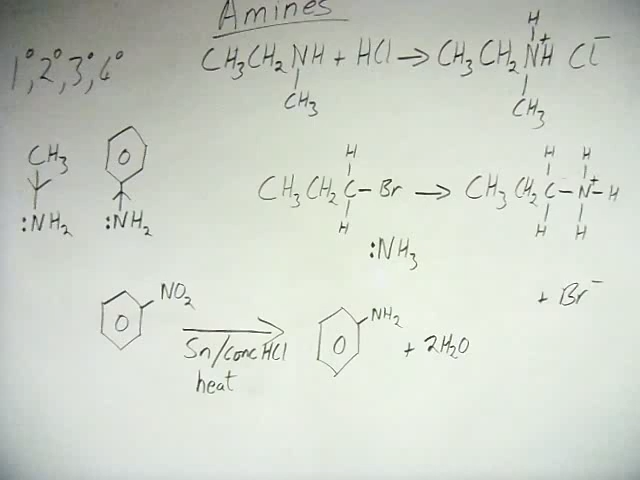 Amines
1°, 2°, 3°, 4°
H
CH3CH2NH + HCl → CH3CH2NH+ Cl-
CH3 CH3
CH3
:NH2 :NH2
H H H
CH3CH2C-Br → CH3CH2C-N+-H
H H H
:NH3
+ Br-
NO2 NH2
Sn/conc HCl + 2H2O
heat